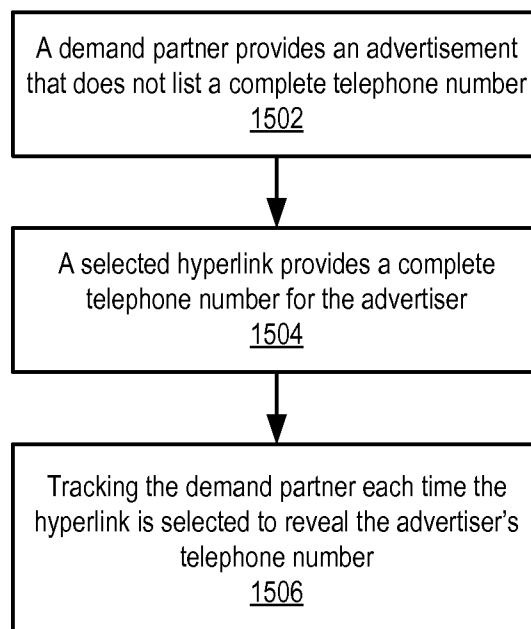 A demand partner provides an advertisement
that does not list a complete telephone number
1502
A selected hyperlink provides a complete
telephone number for the advertiser
1504
Tracking the demand partner each time the
hyperlink is selected to reveal the advertiser's
telephone number
1506